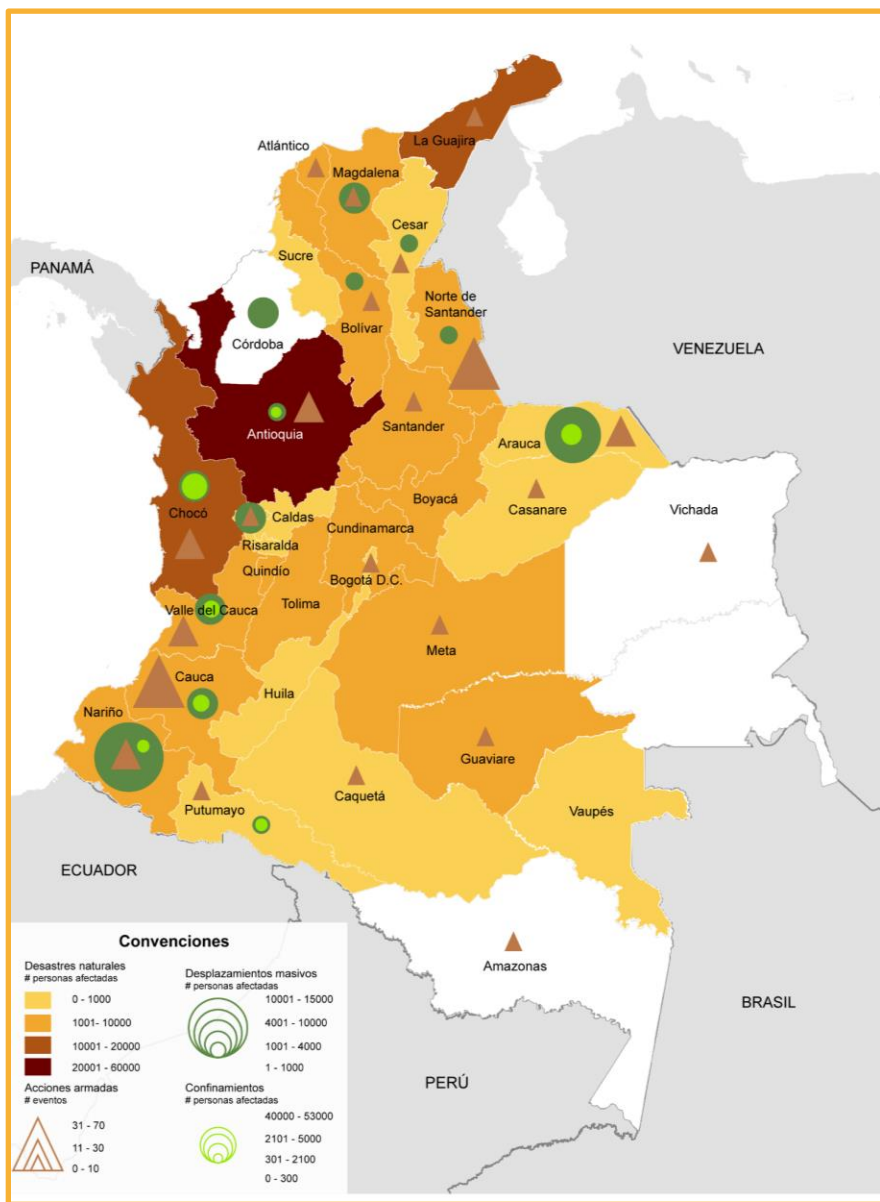 La Guajira
Atlántico
Magdalena
Cesar
Sucre
PANAMÁ
Norte de
Santander
Bolívar
Córdoba
VENEZUELA
Santander
Antioquia
Arauca
Boyacá
Casanare
Vichada
Chocó
Caldas
Cundinamarca
Risaralda
Quindío
Bogotá D.C.
Tolima
Valle del Cauca
Meta
Cauca
Huila
Nariño
Guaviare
Caquetá
Putumayo
Vaupés
ECUADOR
Amazonas
BRASIL
PERÚ
Convenciones
Desastres naturales
# personas afectadas
0 - 1000
1001- 10000
10001 - 20000
20001 - 60000
Desplazamientos masivos
# personas afectadas
10001 - 15000
4001 - 10000
1001 - 4000
1 - 1000
Acciones armadas
# eventos
31 - 70
11 - 30
0 - 10
Confinamientos
# personas afectadas
40000 - 53000
2101 - 5000
301 - 2100
0 - 300